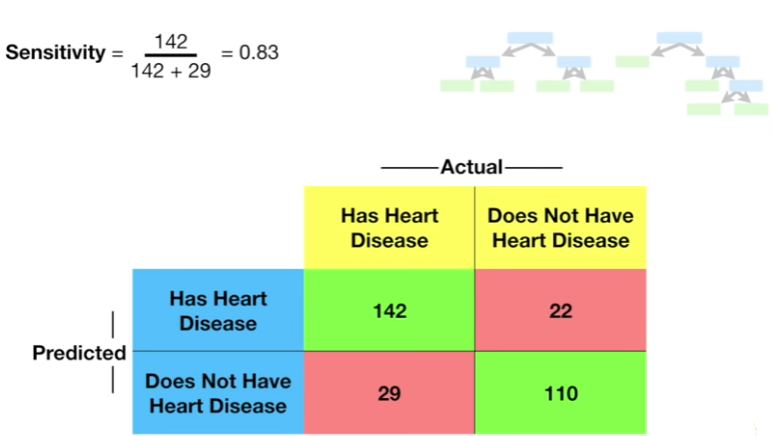 Sensitivity = 142 / 142 + 29 = 0.83
Actual
Has Heart Disease
Does Not Have Heart Disease
Has Heart Disease
142
22
Predicted
Does Not Have Heart Disease
29
110